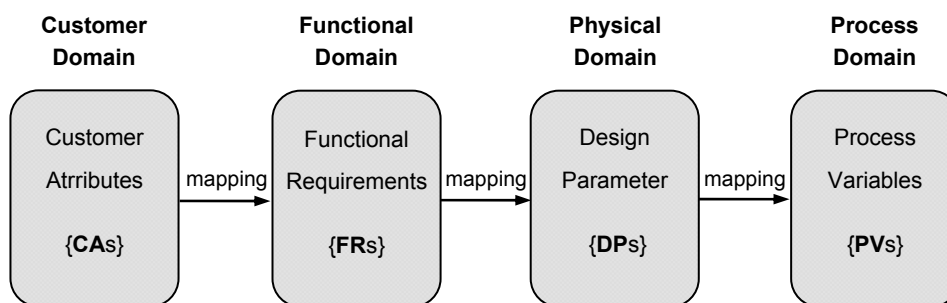 Customer
Domain
Functional
Domain
Physical
Domain
Process
Domain
Customer
Atrributes
{CAs}
mapping
Functional
Requirements
{FRs}
mapping
Design
Parameter
{DPs}
mapping
Process
Variables
{PVs}